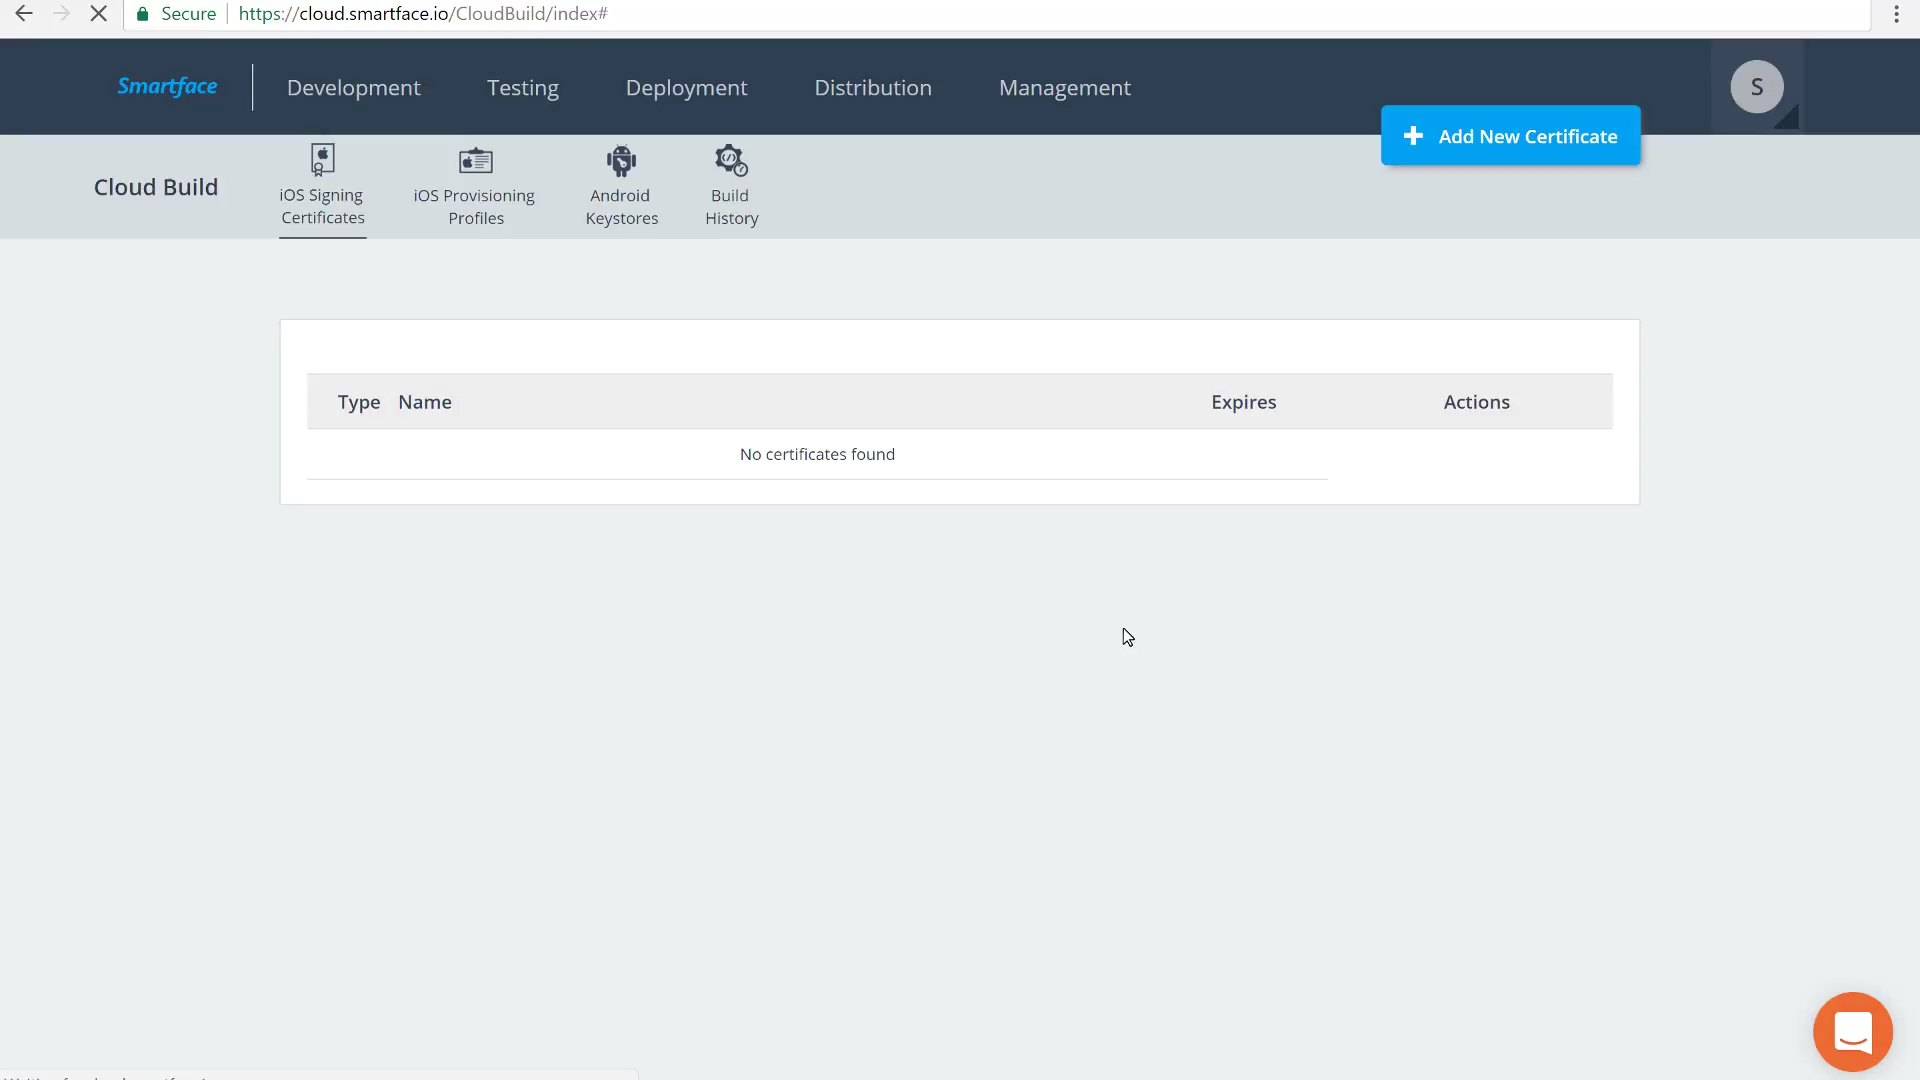 Secure https://cloud.smartface.io/CloudBuild/index#
Smartface Development Testing Deployment Distribution Management S
Add New Certificate
Cloud Build
iOS Signing
Certificates
iOS Provisioning
Profiles
Android
Keystores
Build
History
Type Name Expires Actions
No certificates found